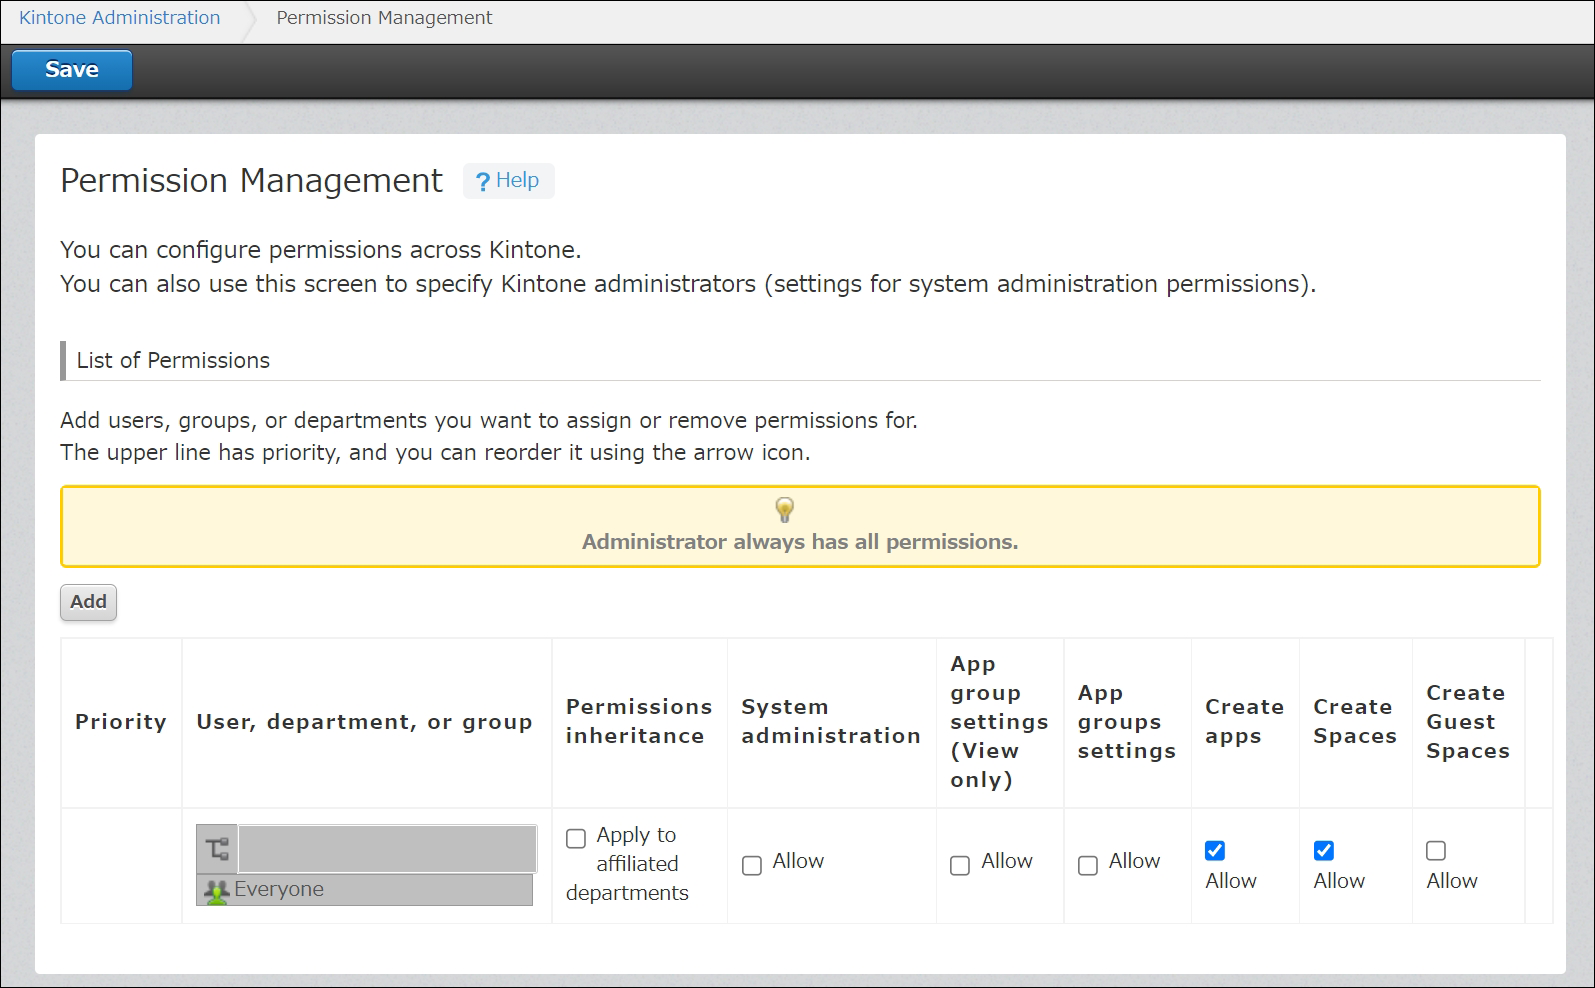 Kintone Administration
Permission Management
Save
Permission Management
? Help
You can configure permissions across Kintone.
You can also use this screen to specify Kintone administrators (settings for system administration permissions).
List of Permissions
Add users, groups, or departments you want to assign or remove permissions for.
The upper line has priority, and you can reorder it using the arrow icon.
Administrator always has all permissions.
Add
Priority
User, department, or group
Permissions
inheritance
System
administration
App
group
settings
(View
only)
App
groups
settings
Create
apps
Create
Spaces
Create
Guest
Spaces
Everyone
Apply to
affiliated
departments
Allow
Allow
Allow
Allow
Allow
Allow